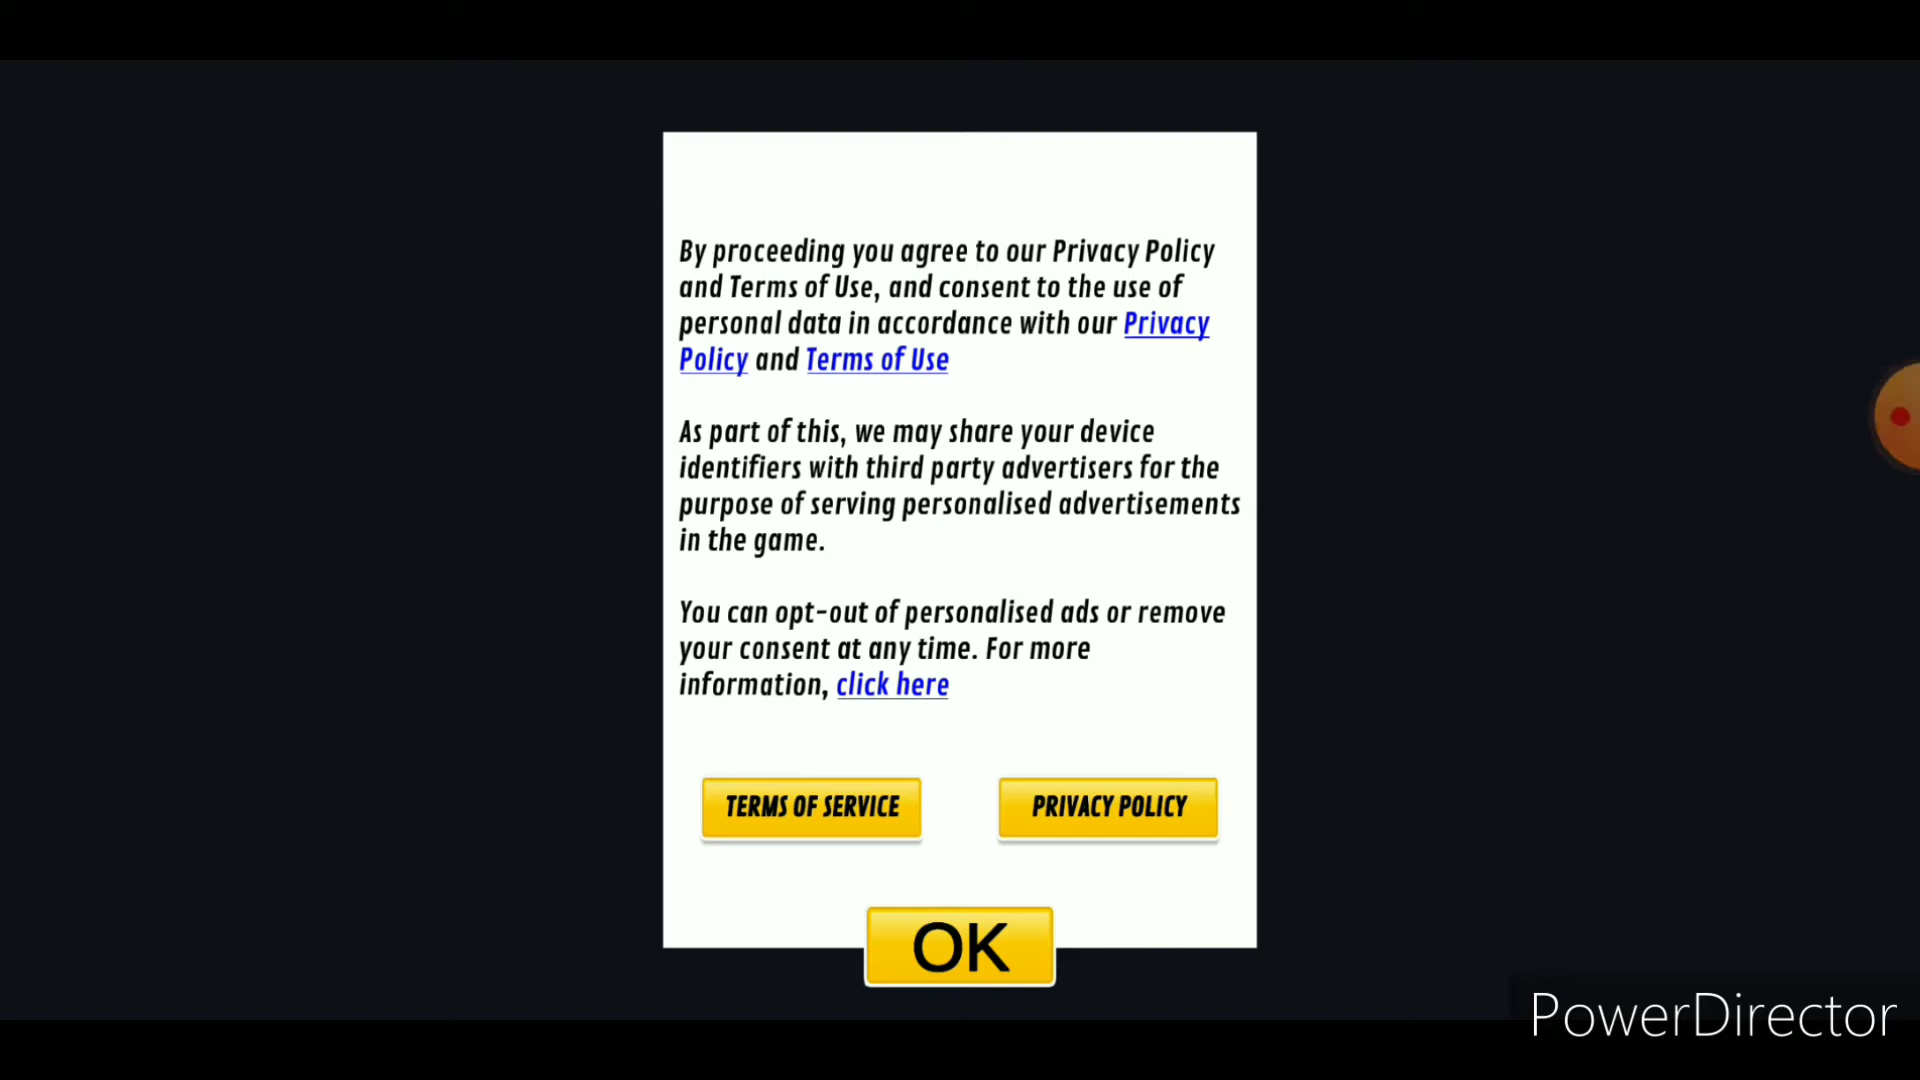 By proceeding you agree to our Privacy Policy
and Terms of Use, and consent to the use of
personal data in accordance with our Privacy
Policy and Terms of Use
As part of this, we may share your device
identifiers with third party advertisers for the
purpose of serving personalised advertisements
in the game.
You can opt-out of personalised ads or remove
your consent at any time. For more
information, click here
TERMS OF SERVICE
PRIVACY POLICY
OK
PowerDirector